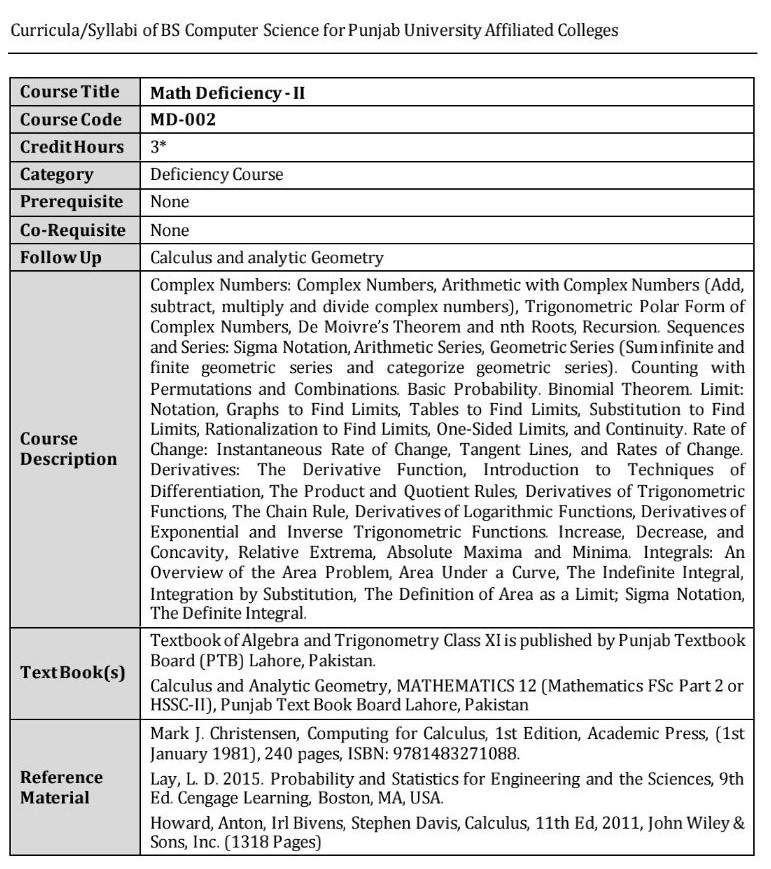 Curricula/Syllabi of BS Computer Science for Punjab University Affiliated Colleges
Course Title Math Deficiency - II
Course Code MD-002
Credit Hours 3*
Category Deficiency Course
Prerequisite None
Co-Requisite None
Follow Up Calculus and analytic Geometry
Course Description
Complex Numbers: Complex Numbers, Arithmetic with Complex Numbers (Add,
subtract, multiply and divide complex numbers), Trigonometric Polar Form of
Complex Numbers, De Moivre's Theorem and nth Roots, Recursion. Sequences
and Series: Sigma Notation, Arithmetic Series, Geometric Series (Sum infinite and
finite geometric series and categorize geometric series). Counting with
Permutations and Combinations. Basic Probability. Binomial Theorem. Limit:
Notation, Graphs to Find Limits, Tables to Find Limits, Substitution to Find
Limits, Rationalization to Find Limits, One-Sided Limits, and Continuity. Rate of
Change: Instantaneous Rate of Change, Tangent Lines, and Rates of Change.
Derivatives: The Derivative Function, Introduction to Techniques of
Differentiation, The Product and Quotient Rules, Derivatives of Trigonometric
Functions, The Chain Rule, Derivatives of Logarithmic Functions, Derivatives of
Exponential and Inverse Trigonometric Functions. Increase, Decrease, and
Concavity, Relative Extrema, Absolute Maxima and Minima. Integrals: An
Overview of the Area Problem, Area Under a Curve, The Indefinite Integral,
Integration by Substitution, The Definition of Area as a Limit; Sigma Notation,
The Definite Integral.
Text Book(s)
Textbook of Algebra and Trigonometry Class XI is published by Punjab Textbook
Board (PTB) Lahore, Pakistan.
Calculus and Analytic Geometry, MATHEMATICS 12 (Mathematics FSc Part 2 or
HSSC-II), Punjab Text Book Board Lahore, Pakistan
Reference Material
Mark J. Christensen, Computing for Calculus, 1st Edition, Academic Press, (1st
January 1981), 240 pages, ISBN: 9781483271088.
Lay, L. D. 2015. Probability and Statistics for Engineering and the Sciences, 9th
Ed. Cengage Learning, Boston, MA, USA.
Howard, Anton, Irl Bivens, Stephen Davis, Calculus, 11th Ed, 2011, John Wiley &
Sons, Inc. (1318 Pages)